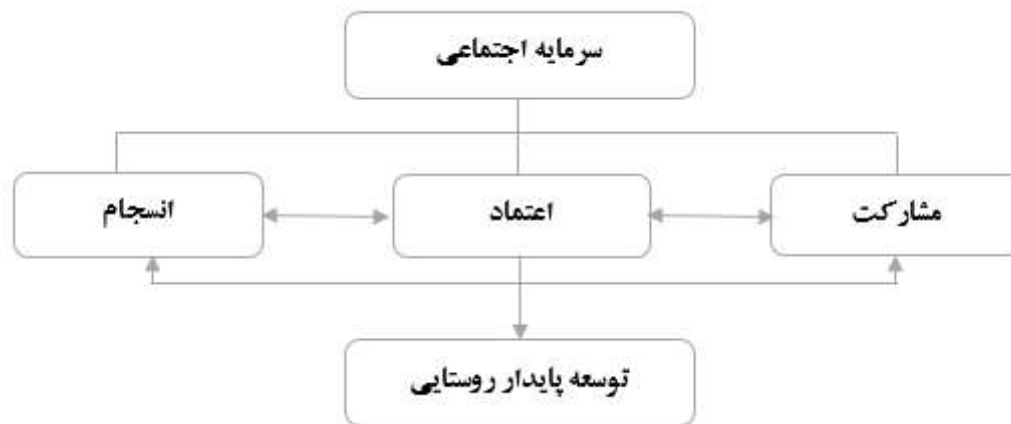 سرمایه اجتماعی
مشارکت
اعتماد
انسجام
توسعه پایدار روستایی